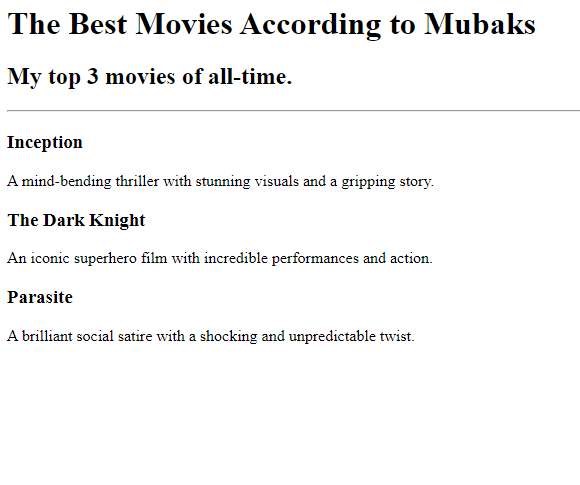 The Best Movies According to Mubaks
My top 3 movies of all-time.
Inception
A mind-bending thriller with stunning visuals and a gripping story.
The Dark Knight
An iconic superhero film with incredible performances and action.
Parasite
A brilliant social satire with a shocking and unpredictable twist.